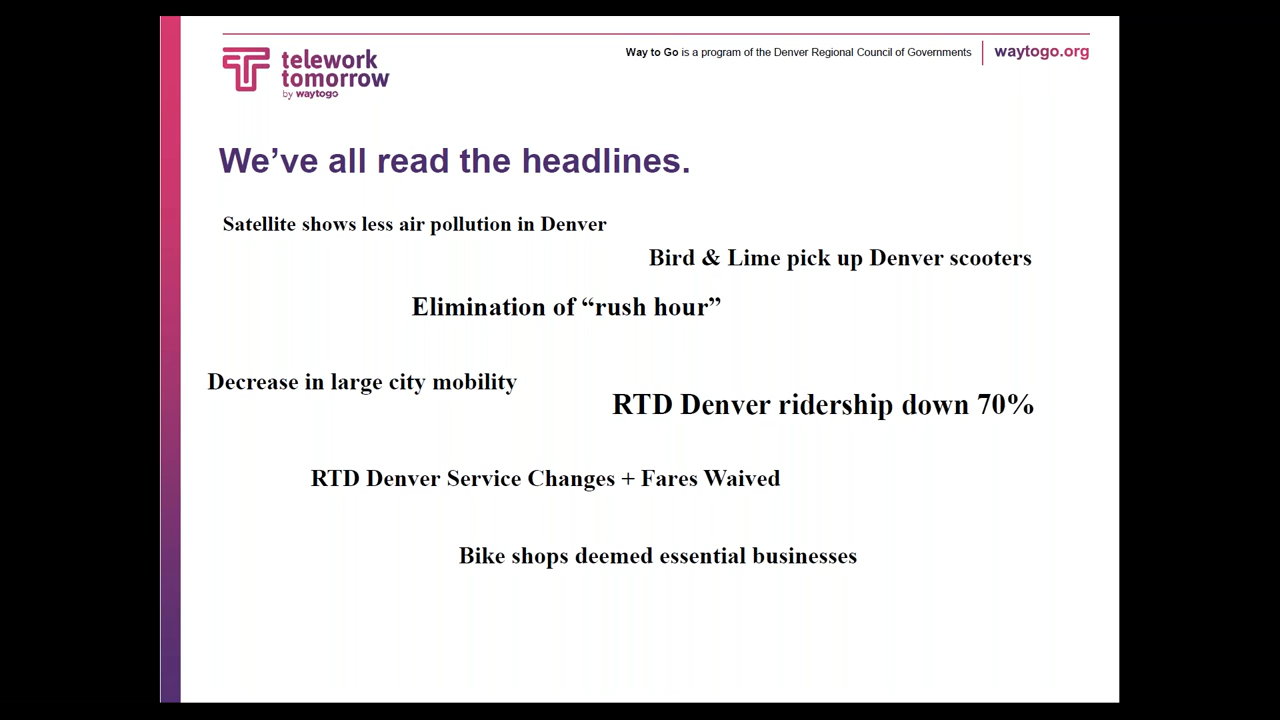 telework
tomorrow
by waytogo
Way to Go is a program of the Denver Regional Council of Governments
waytogo.org
We’ve all read the headlines.
Satellite shows less air pollution in Denver
Bird & Lime pick up Denver scooters
Elimination of “rush hour”
Decrease in large city mobility
RTD Denver ridership down 70%
RTD Denver Service Changes + Fares Waived
Bike shops deemed essential businesses